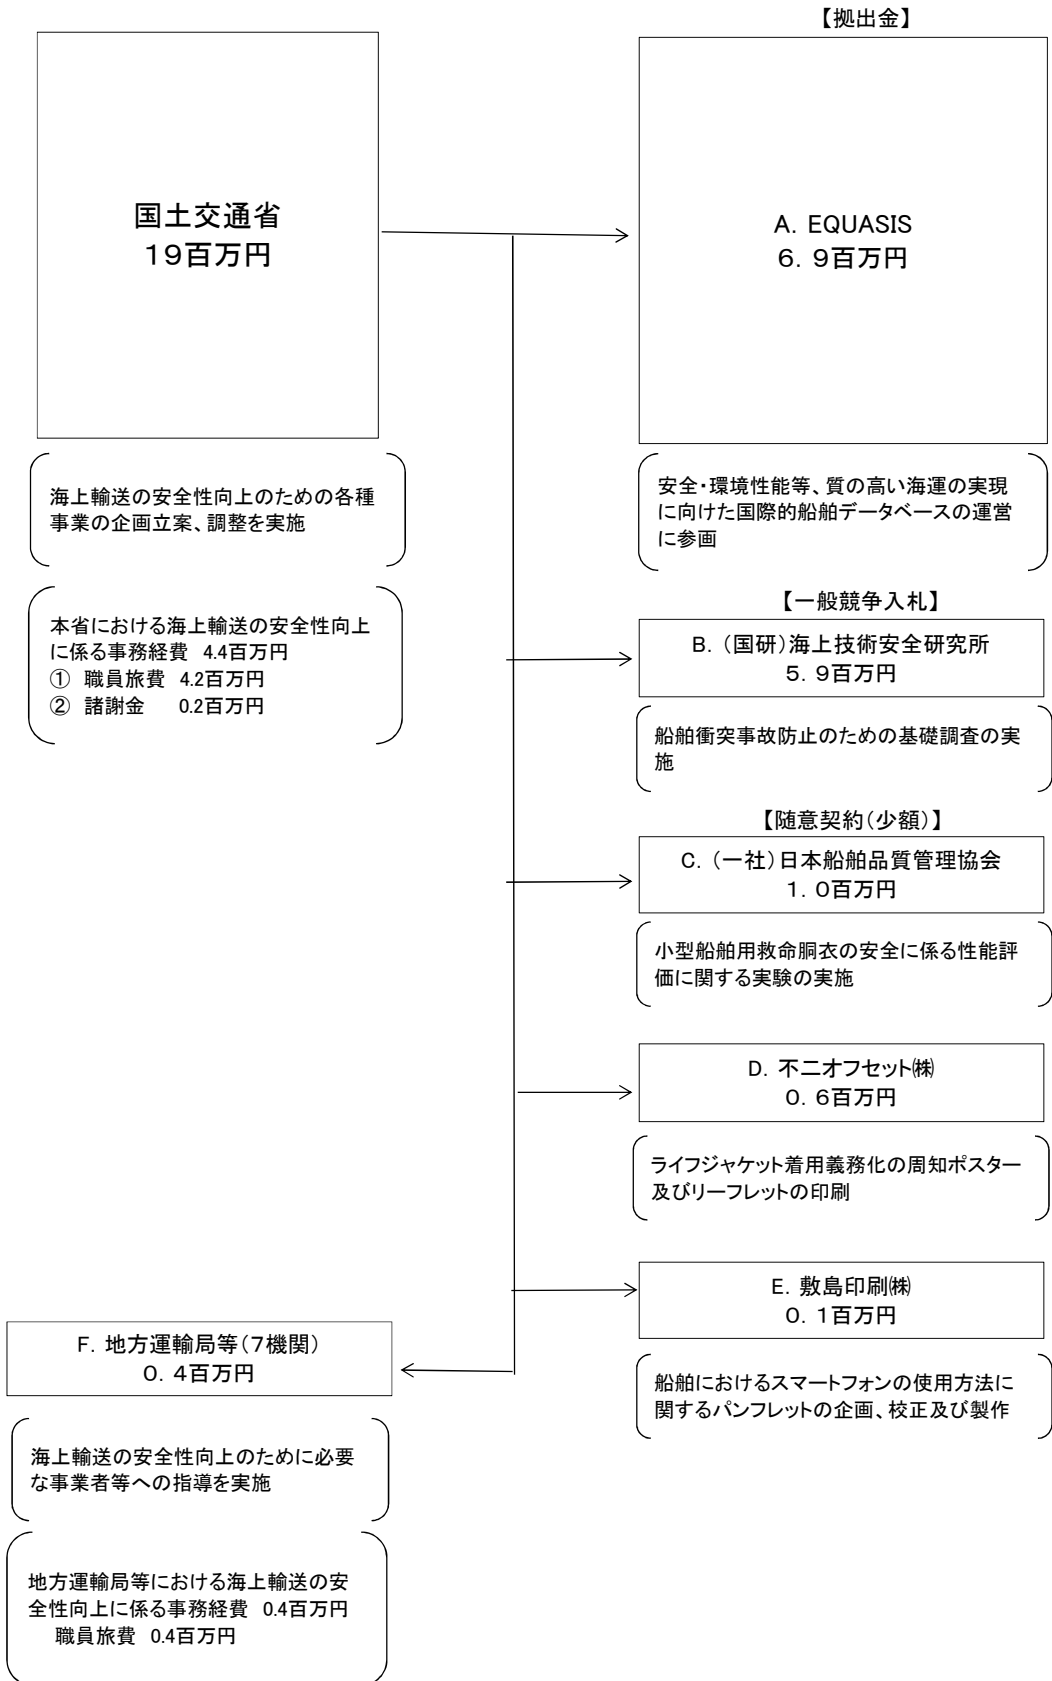 国土交通省
19百万円
海上輸送の安全性向上のための各種
事業の企画立案、調整を実施
本省における海上輸送の安全性向上
に係る事務経費 4.4百万円
① 職員旅費 4.2百万円
② 諸謝金 0.2百万円
【拠出金】
A. EQUASIS
6.9百万円
安全・環境性能等、質の高い海運の実現
に向けた国際的船舶データベースの運営
に参画
【一般競争入札】
B.(国研)海上技術安全研究所
5.9百万円
船舶衝突事故防止のための基礎調査の実
施
【随意契約(少額)】
C.(一社)日本船舶品質管理協会
1.0百万円
小型船舶用救命胴衣の安全に係る性能評
価に関する実験の実施
D. 不二オフセット㈱
0.6百万円
ライフジャケット着用義務化の周知ポスター
及びリーフレットの印刷
E. 敷島印刷㈱
0.1百万円
船舶におけるスマートフォンの使用方法に
関するパンフレットの企画、校正及び製作
F. 地方運輸局等(7機関)
0.4百万円
海上輸送の安全性向上のために必要
な事業者等への指導を実施
地方運輸局等における海上輸送の安
全性向上に係る事務経費 0.4百万円
職員旅費 0.4百万円